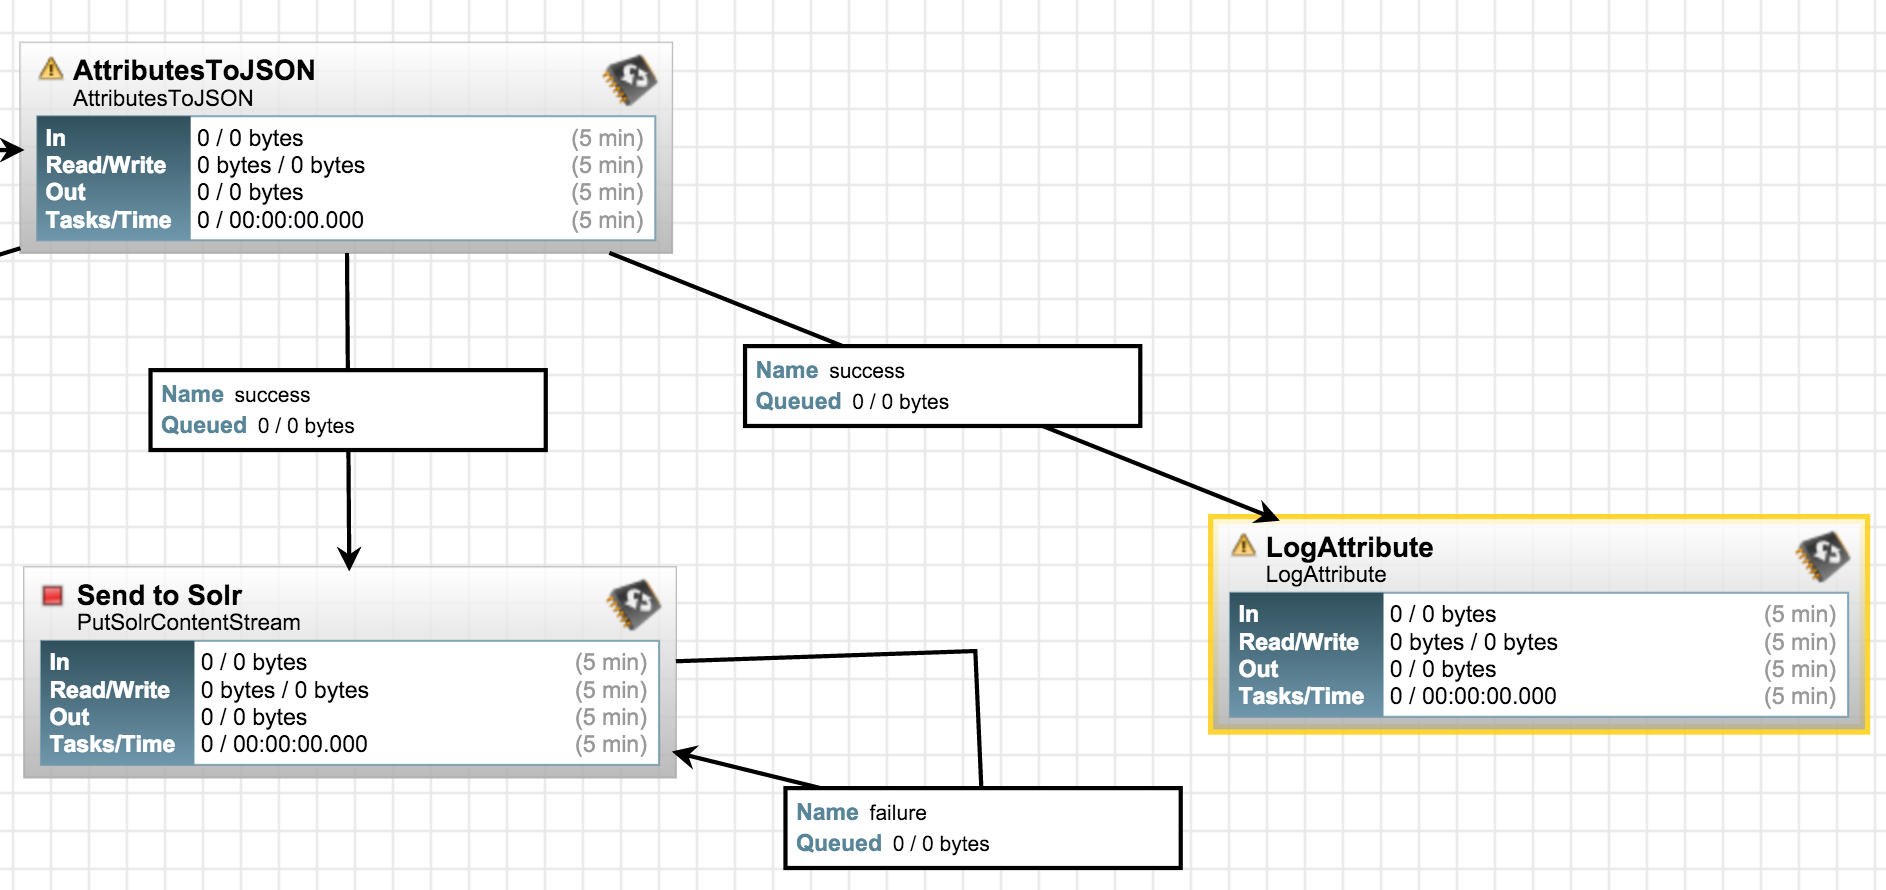 AttributesToJSON
AttributesToJSON
In 0 / 0 bytes (5 min)
Read/Write 0 bytes / 0 bytes (5 min)
Out 0 / 0 bytes (5 min)
Tasks/Time 0 / 00:00:00.000 (5 min)
Name success
Queued 0 / 0 bytes
Name success
Queued 0 / 0 bytes
LogAttribute
LogAttribute
In 0 / 0 bytes (5 min)
Read/Write 0 bytes / 0 bytes (5 min)
Out 0 / 0 bytes (5 min)
Tasks/Time 0 / 00:00:00.000 (5 min)
Send to Solr
PutSolrContentStream
In 0 / 0 bytes (5 min)
Read/Write 0 bytes / 0 bytes (5 min)
Out 0 / 0 bytes (5 min)
Tasks/Time 0 / 00:00:00.000 (5 min)
Name failure
Queued 0 / 0 bytes